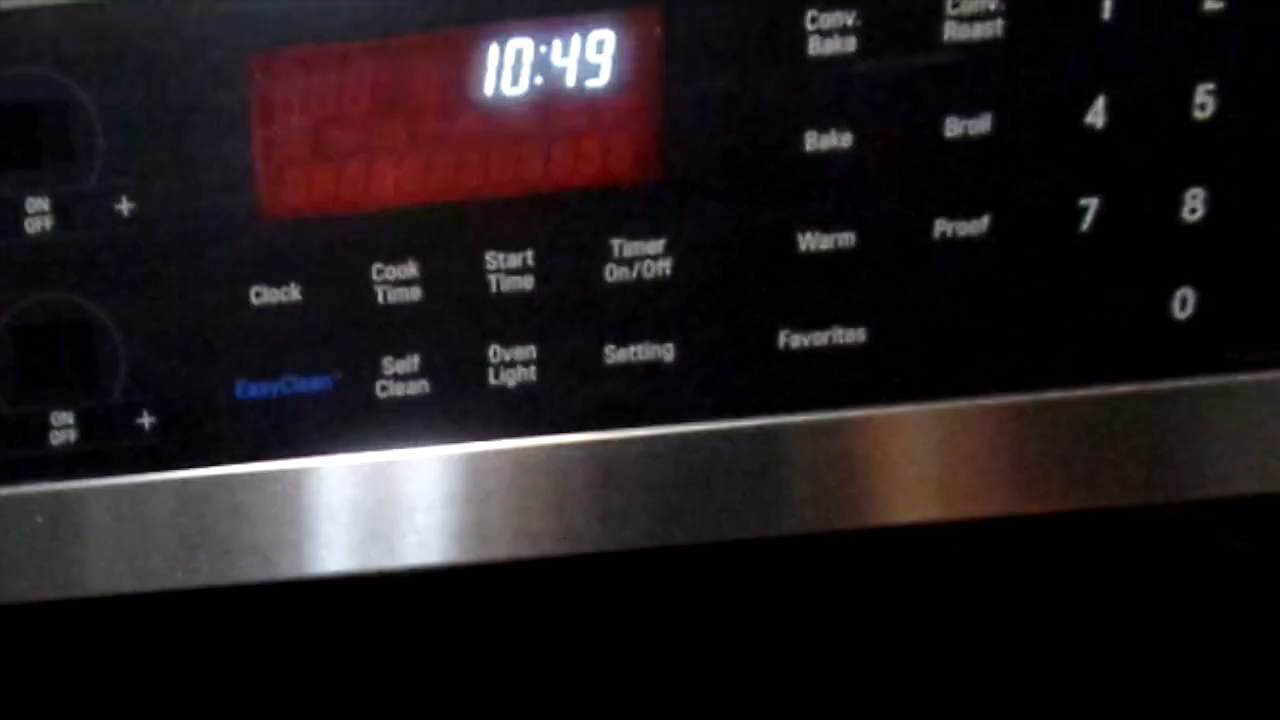 10:49
Conv.
Bake
Conv.
Roast
1
2
Bake
Broil
4
5
ON
OFF
+
Clock
Cook
Time
Start
Time
Timer
On/Off
Warm
Proof
7
8
EasyClean
Self
Clean
Oven
Light
Setting
Favorites
0
ON
OFF
+